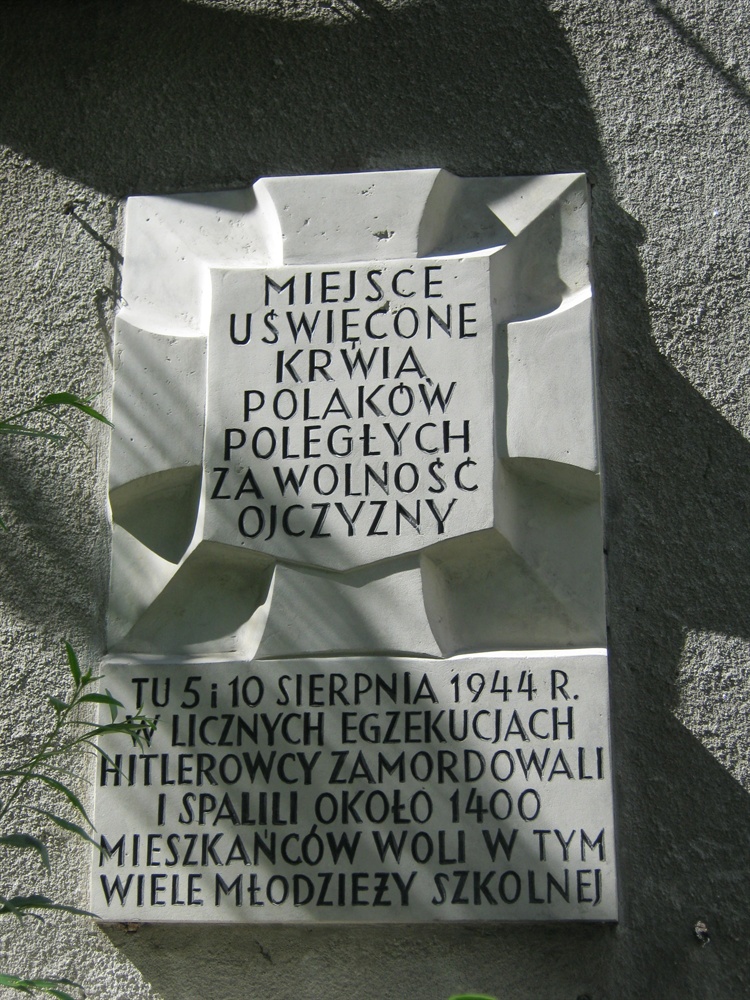 MIEJSCE
UŚWIĘCONE
KRWIĄ
POLAKÓW
POLEGŁYCH
ZA WOLNOŚĆ
OJCZYZNY
TU 5 i 10 SIERPNIA 1944 R.
W LICZNYCH EGZEKUCJACH
HITLEROWCY ZAMORDOWALI
I SPALILI OKOŁO 1400
MIESZKAŃCÓW WOLI W TYM
WIELE MŁODZIEŻY SZKOLNEJ